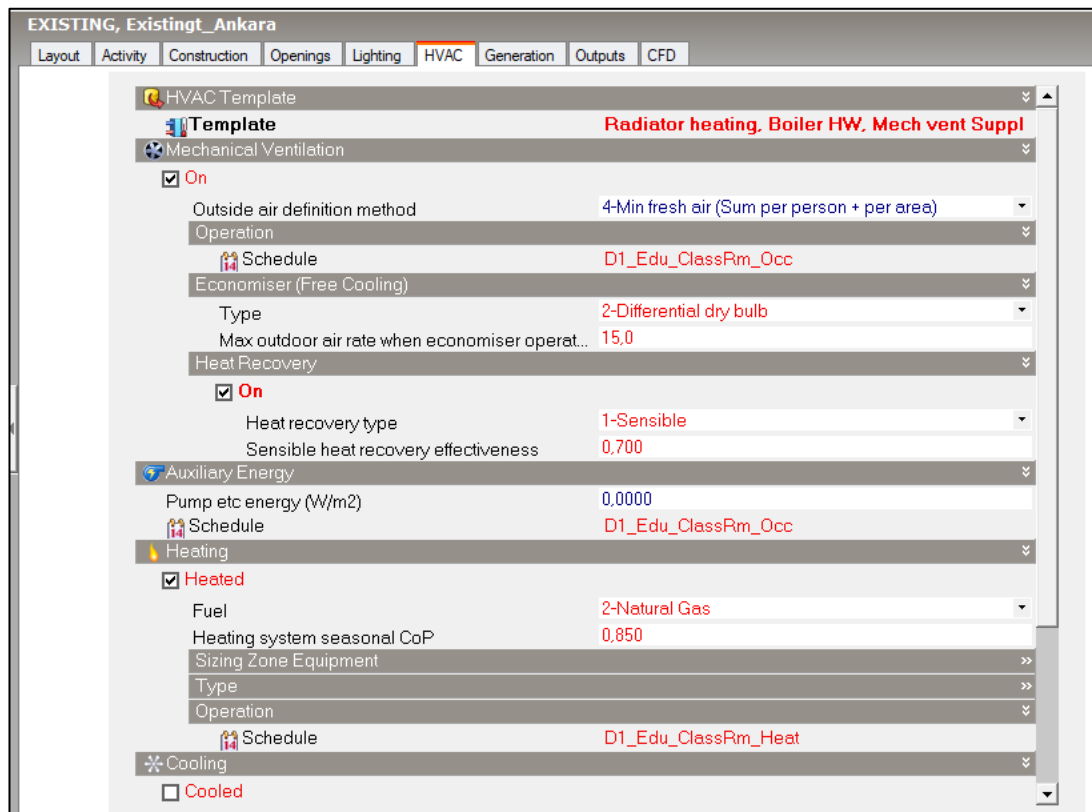 EXISTING, Existingt_Ankara
Layout Activity Construction Openings Lighting HVAC Generation Outputs CFD
HVAC Template
Template Radiator heating, Boiler HW, Mech vent Suppl
Mechanical Ventilation
On
Outside air definition method 4-Min fresh air (Sum per person + per area)
Operation
14 Schedule D1_Edu_ClassRm_Occ
Economiser (Free Cooling)
Type 2-Differential dry bulb
Max outdoor air rate when economiser operat... 15,0
Heat Recovery
On
Heat recovery type 1-Sensible
Sensible heat recovery effectiveness 0,700
Auxiliary Energy
Pump etc energy (W/m2) 0,0000
14 Schedule D1_Edu_ClassRm_Occ
Heating
Heated
Fuel 2-Natural Gas
Heating system seasonal CoP 0,850
Sizing Zone Equipment
Type
Operation
14 Schedule D1_Edu_ClassRm_Heat
Cooling
Cooled